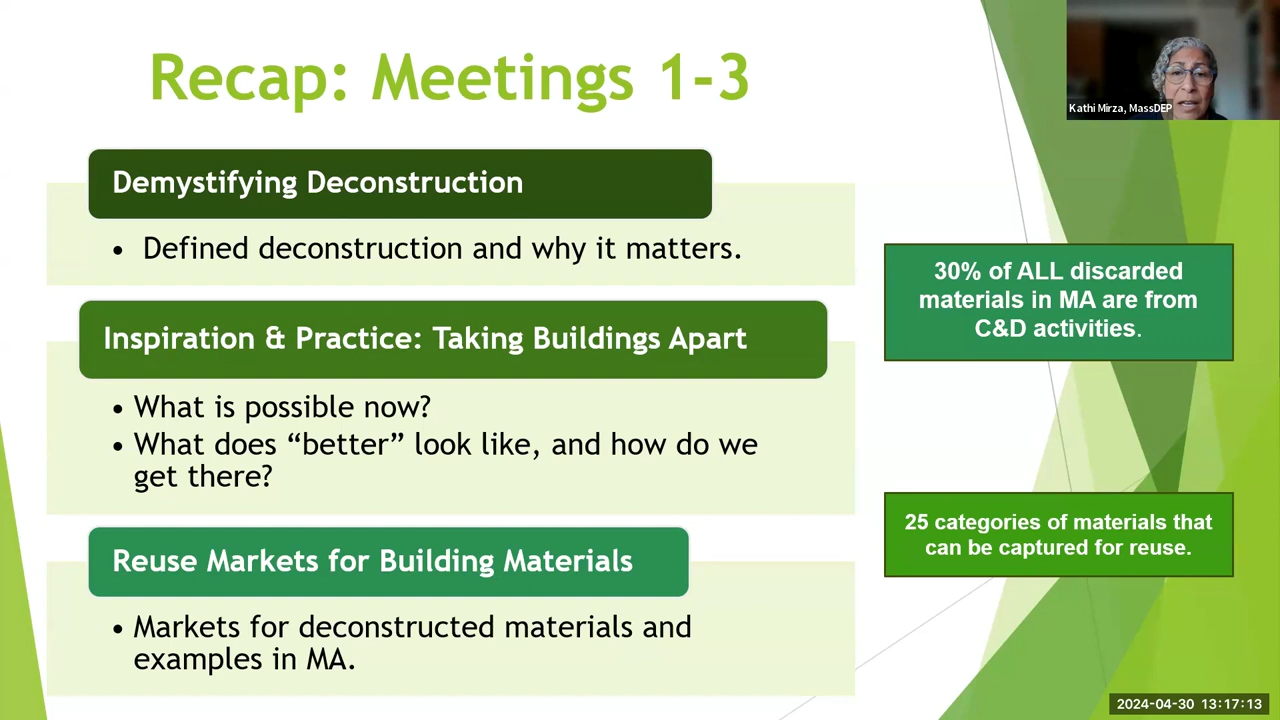 Recap: Meetings 1-3
Kathi Mirza, MassDEP
Demystifying Deconstruction
• Defined deconstruction and why it matters.
30% of ALL discarded
materials in MA are from
C&D activities.
Inspiration & Practice: Taking Buildings Apart
• What is possible now?
• What does “better” look like, and how do we
get there?
25 categories of materials that
can be captured for reuse.
Reuse Markets for Building Materials
• Markets for deconstructed materials and
examples in MA.
2024-04-30 13:17:13